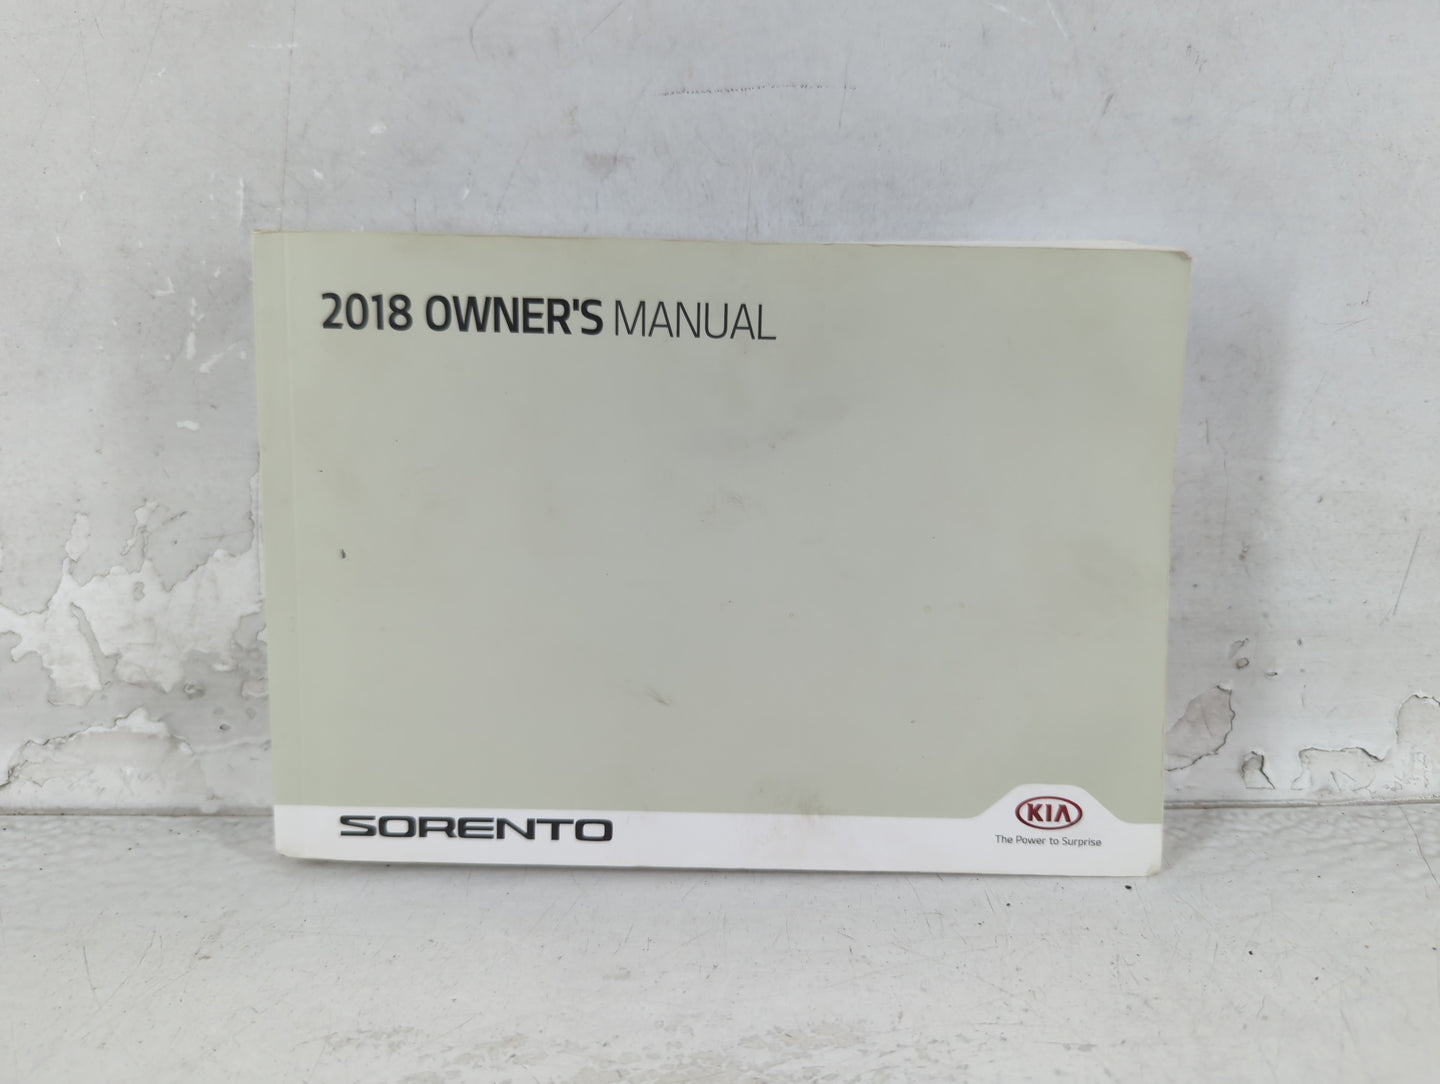 2018 OWNER'S MANUAL
SORENTO
KIA
The Power to Surprise